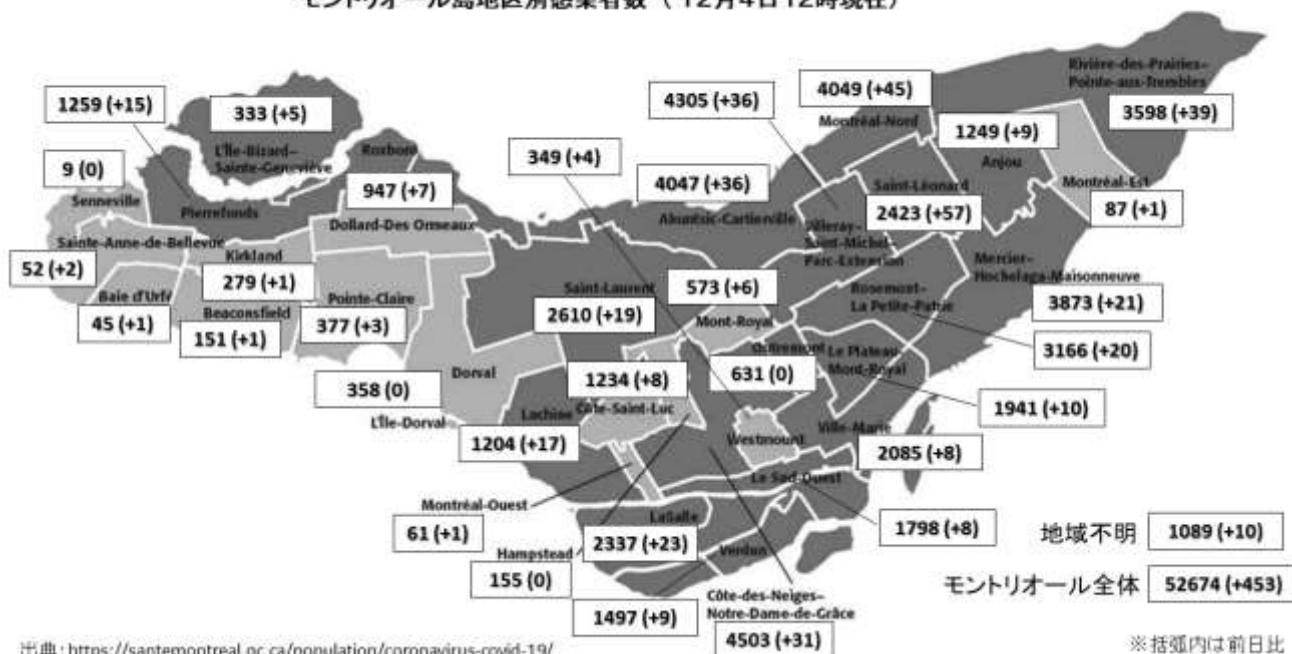 モントリオール島地区別感染者数（12月4日12時現在）
Rivière-des-Prairies–
Pointe-aux-Trembles
3598 (+39)
4049 (+45)
Montréal-Nord
4305 (+36)
1259 (+15)
333 (+5)
L'Île-Bizard–
Sainte-Geneviève
Roxboro
1249 (+9)
Anjou
349 (+4)
9 (0)
Senneville
947 (+7)
Pierrefonds
4047 (+36)
Ahuntsic-Cartierville
Saint-Léonard
2423 (+57)
Montréal-Est
87 (+1)
Dollard-Des Ormeaux
Villeray–
Saint-Michel–
Parc-Extension
Sainte-Anne-de-Bellevue
52 (+2)
Kirkland
279 (+1)
Mercier–
Hochelaga-Maisonneuve
3873 (+21)
Baie d'Urfé
45 (+1)
Beaconsfield
151 (+1)
Pointe-Claire
377 (+3)
Saint-Laurent
2610 (+19)
573 (+6)
Mont-Royal
Rosemont–
La Petite-Patrie
3166 (+20)
Outremont
631 (0)
Le Plateau-
Mont-Royal
1941 (+10)
358 (0)
Dorval
L'Île-Dorval
1234 (+8)
Côte-Saint-Luc
Lachine
1204 (+17)
Westmount
Ville-Marie
2085 (+8)
Le Sud-Ouest
1798 (+8)
Montréal-Ouest
61 (+1)
LaSalle
2337 (+23)
Hampstead
155 (0)
Verdun
1497 (+9)
Côte-des-Neiges–
Notre-Dame-de-Grâce
4503 (+31)
地域不明 1089 (+10)
モントリオール全体 52674 (+453)
出典：https://santemontreal.qc.ca/population/coronavirus-covid-19/
※括弧内は前日比